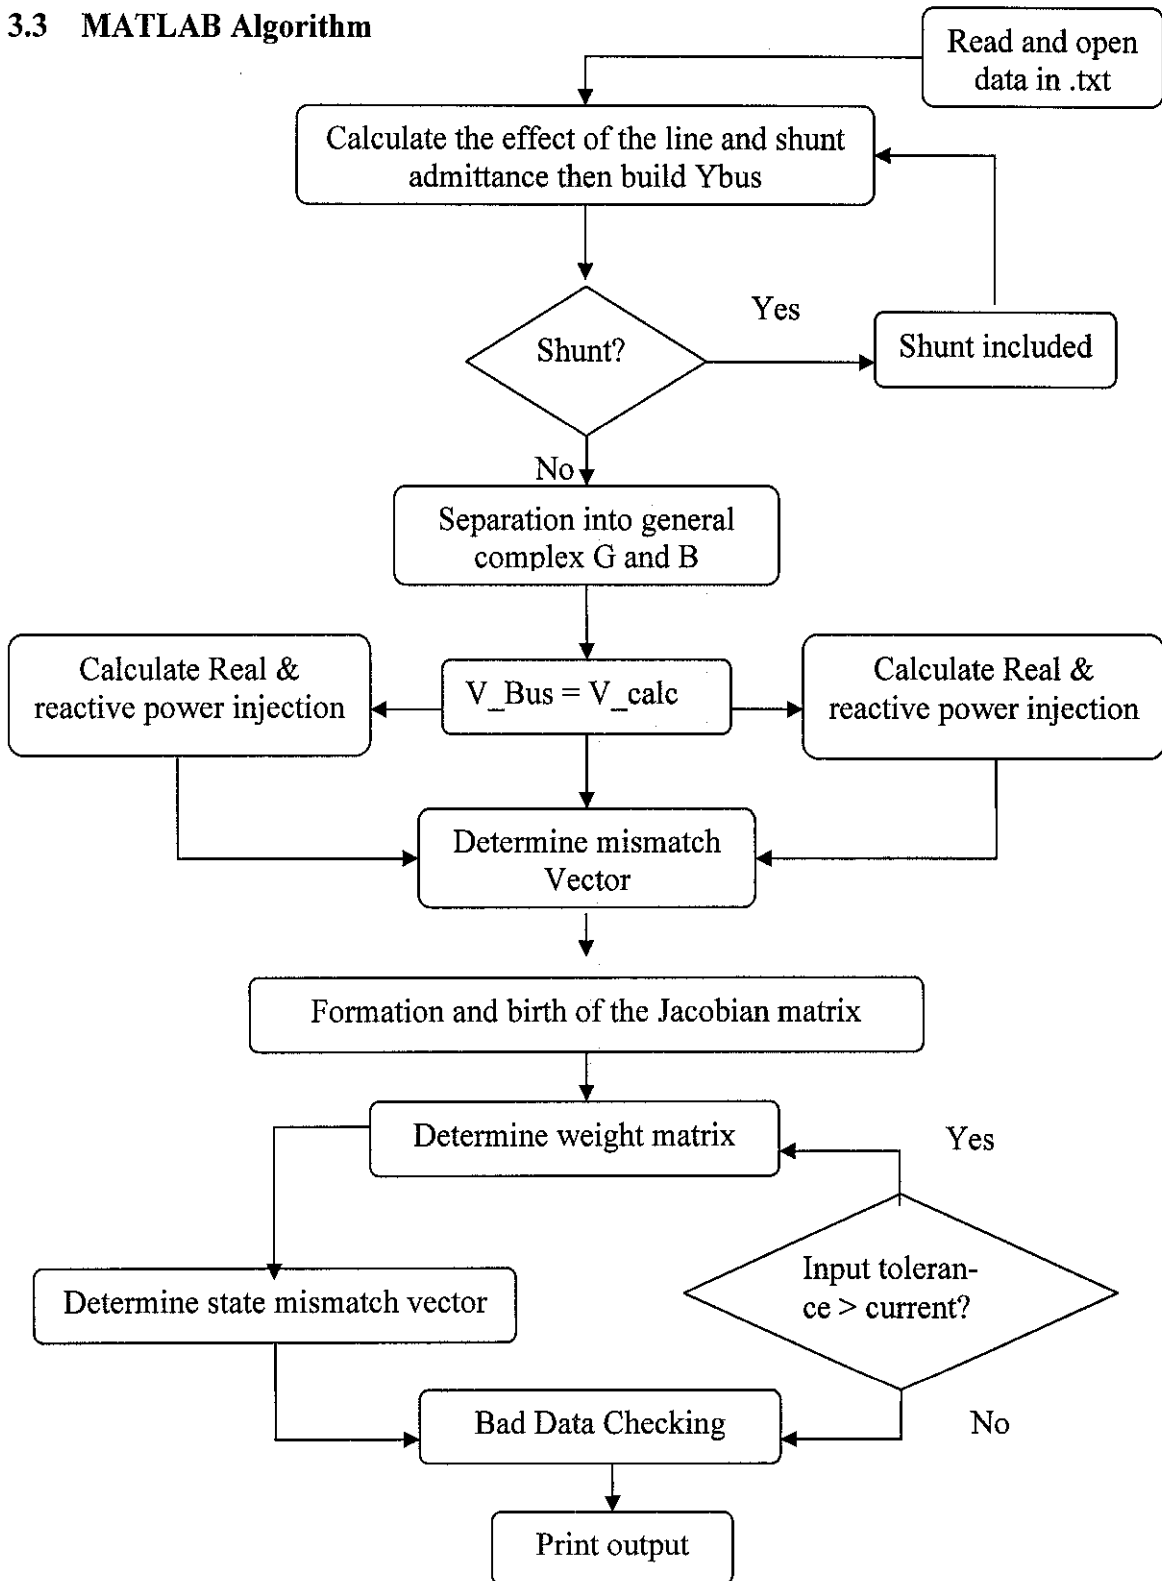 3.3 MATLAB Algorithm
Read and open
data in .txt
Calculate the effect of the line and shunt
admittance then build Ybus
Yes
Shunt?
Shunt included
No
Separation into general
complex G and B
Calculate Real &
reactive power injection
V_Bus = V_calc
Calculate Real &
reactive power injection
Determine mismatch
Vector
Formation and birth of the Jacobian matrix
Determine weight matrix
Yes
Input toleran-
ce > current?
Determine state mismatch vector
Bad Data Checking
No
Print output